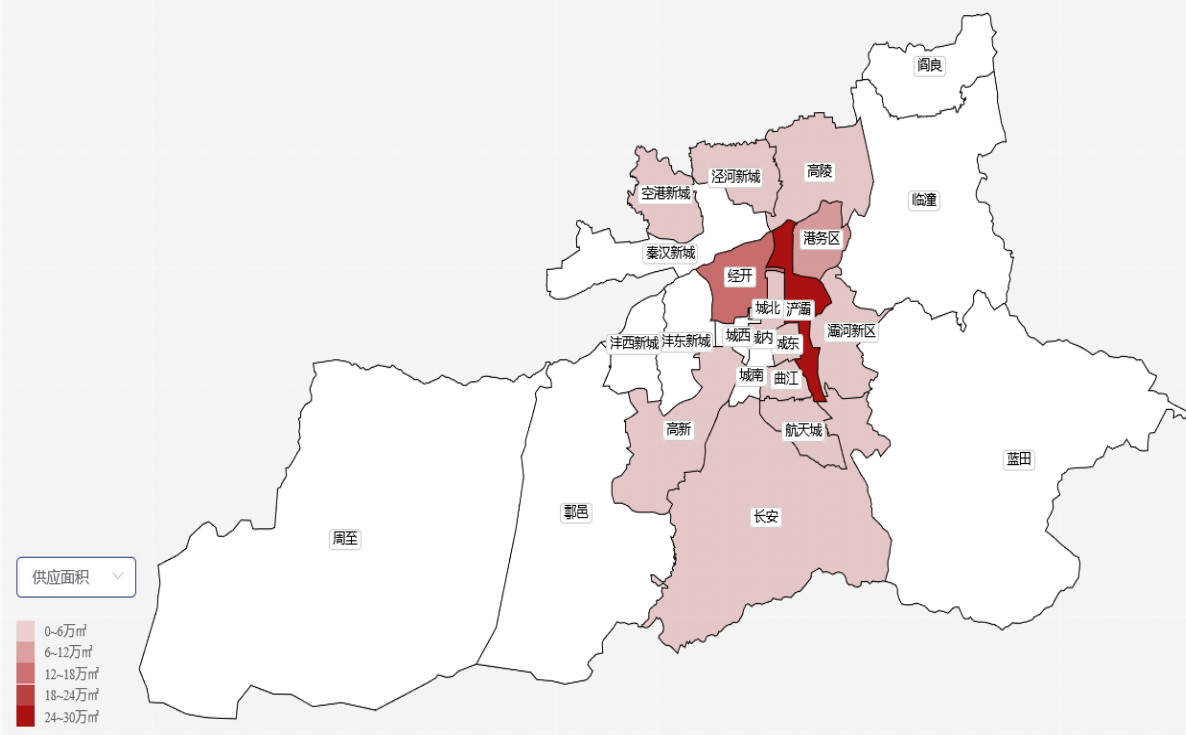 阎良
高陵
泾河新城
空港新城
临潼
港务区
秦汉新城
经开
城北
浐灞
灞河新区
城西
城内
城东
沣西新城
沣东新城
城南
曲江
高新
航天城
蓝田
鄠邑
长安
周至
供应面积
0~6万㎡
6~12万㎡
12~18万㎡
18~24万㎡
24~30万㎡